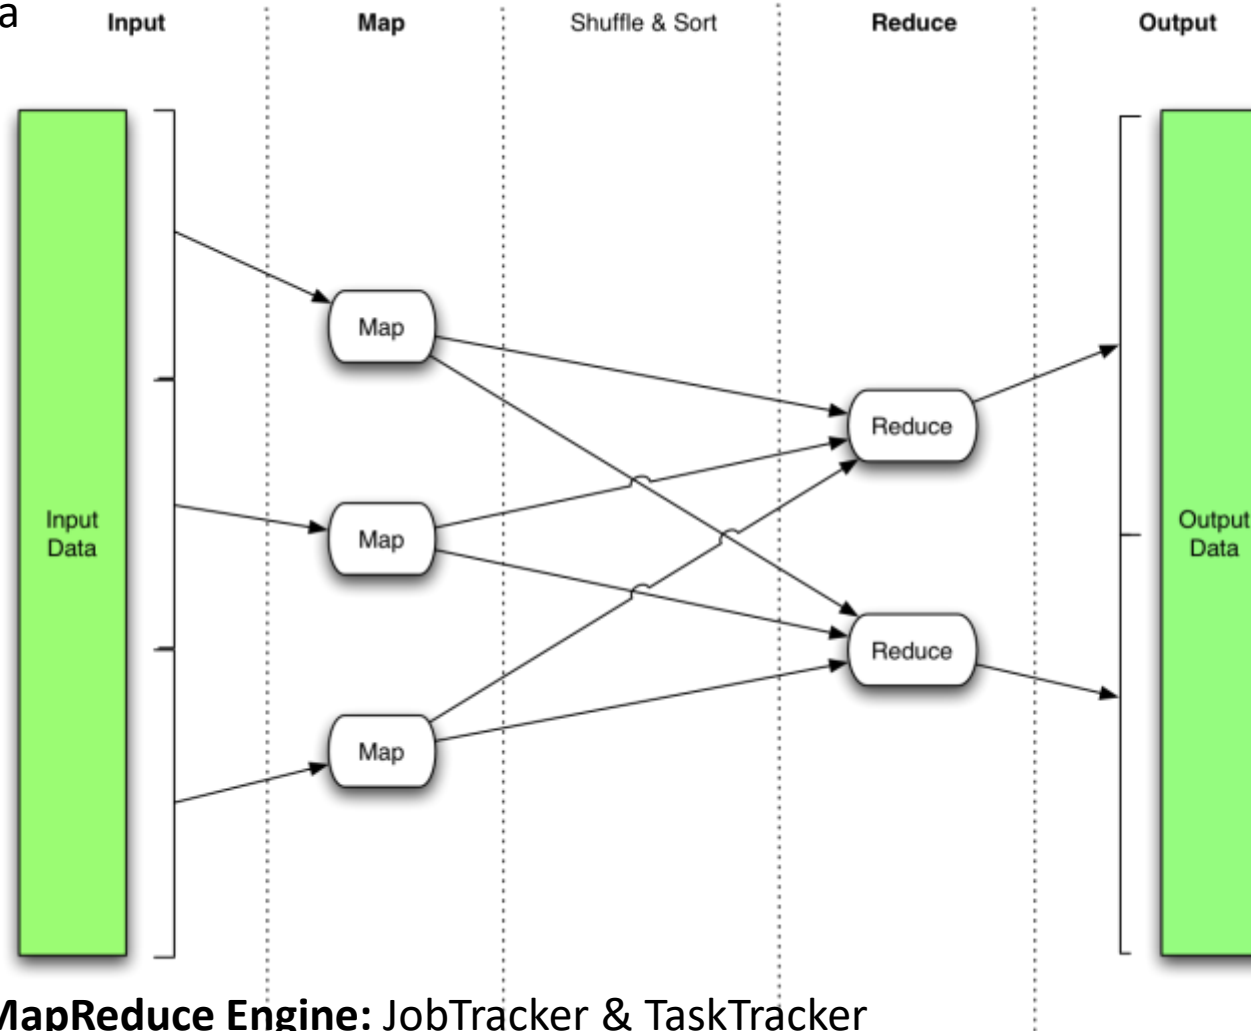 a
Input
Map
Shuffle & Sort
Reduce
Output
Map
Reduce
Input
Data
Map
Output
Data
Reduce
Map
MapReduce Engine: JobTracker & TaskTracker